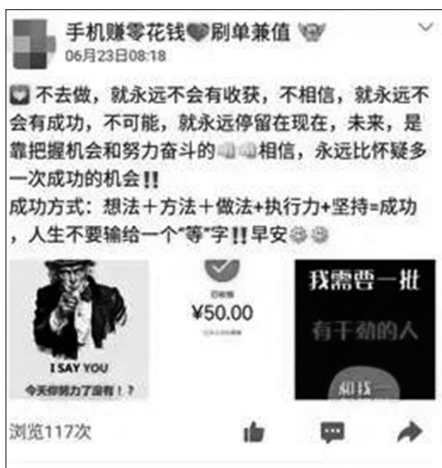 手机赚零花钱❤刷单兼值
06月23日08:18
不去做，就永远不会有收获，不相信，就永远不
会有成功，不可能，就永远停留在现在，未来，是
靠把握机会和努力奋斗的👊👊相信，永远比怀疑多
一次成功的机会‼
成功方式：想法＋方法＋做法+执行力+坚持=成功
，人生不要输给一个"等"字‼早安
I SAY YOU
今天你努力了没有！？
¥50.00
我需要一批
有干劲的人
和我一
浏览117次